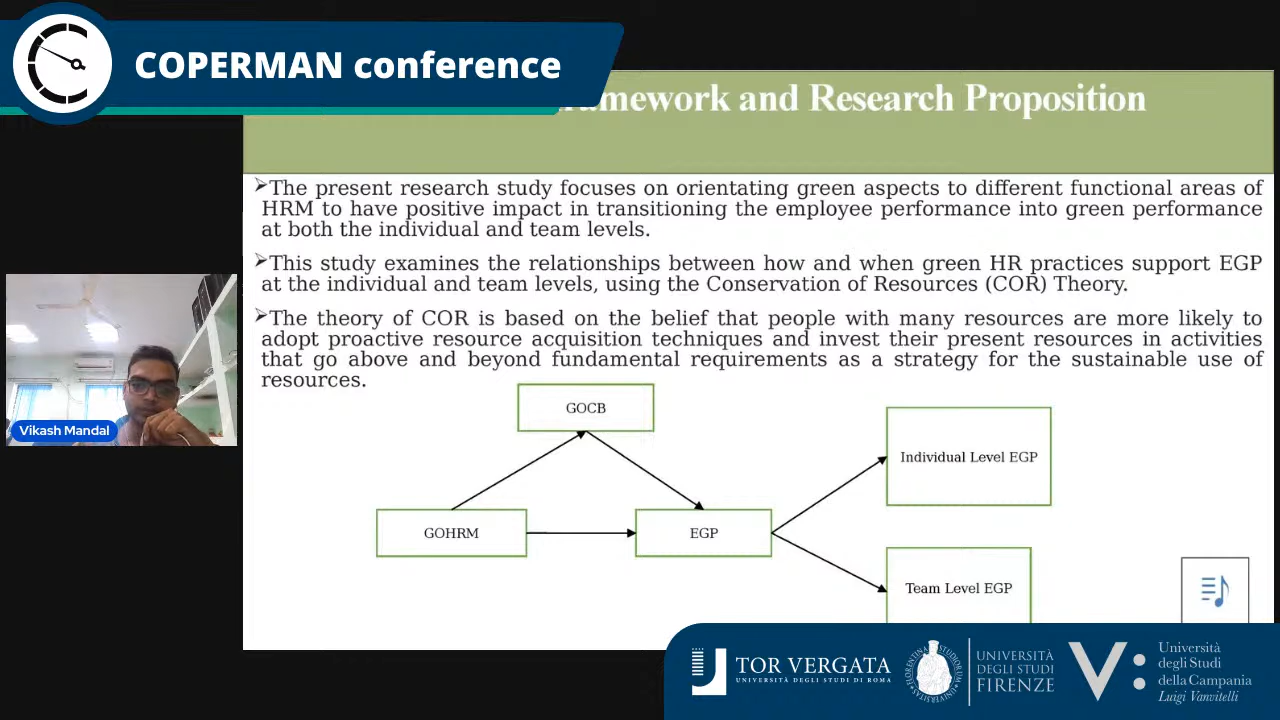 COPERMAN conference
amework and Research Proposition
➢The present research study focuses on orientating green aspects to different functional areas of
HRM to have positive impact in transitioning the employee performance into green performance
at both the individual and team levels.
➢This study examines the relationships between how and when green HR practices support EGP
at the individual and team levels, using the Conservation of Resources (COR) Theory.
➢The theory of COR is based on the belief that people with many resources are more likely to
adopt proactive resource acquisition techniques and invest their present resources in activities
that go above and beyond fundamental requirements as a strategy for the sustainable use of
resources.
GOCB
Individual Level EGP
GOHRM
EGP
Team Level EGP
Vikash Mandal
TOR VERGATA
UNIVERSITÀ DEGLI STUDI DI ROMA
UNIVERSITÀ
DEGLI STUDI
FIRENZE
Università
degli Studi
della Campania
Luigi Vanvitelli